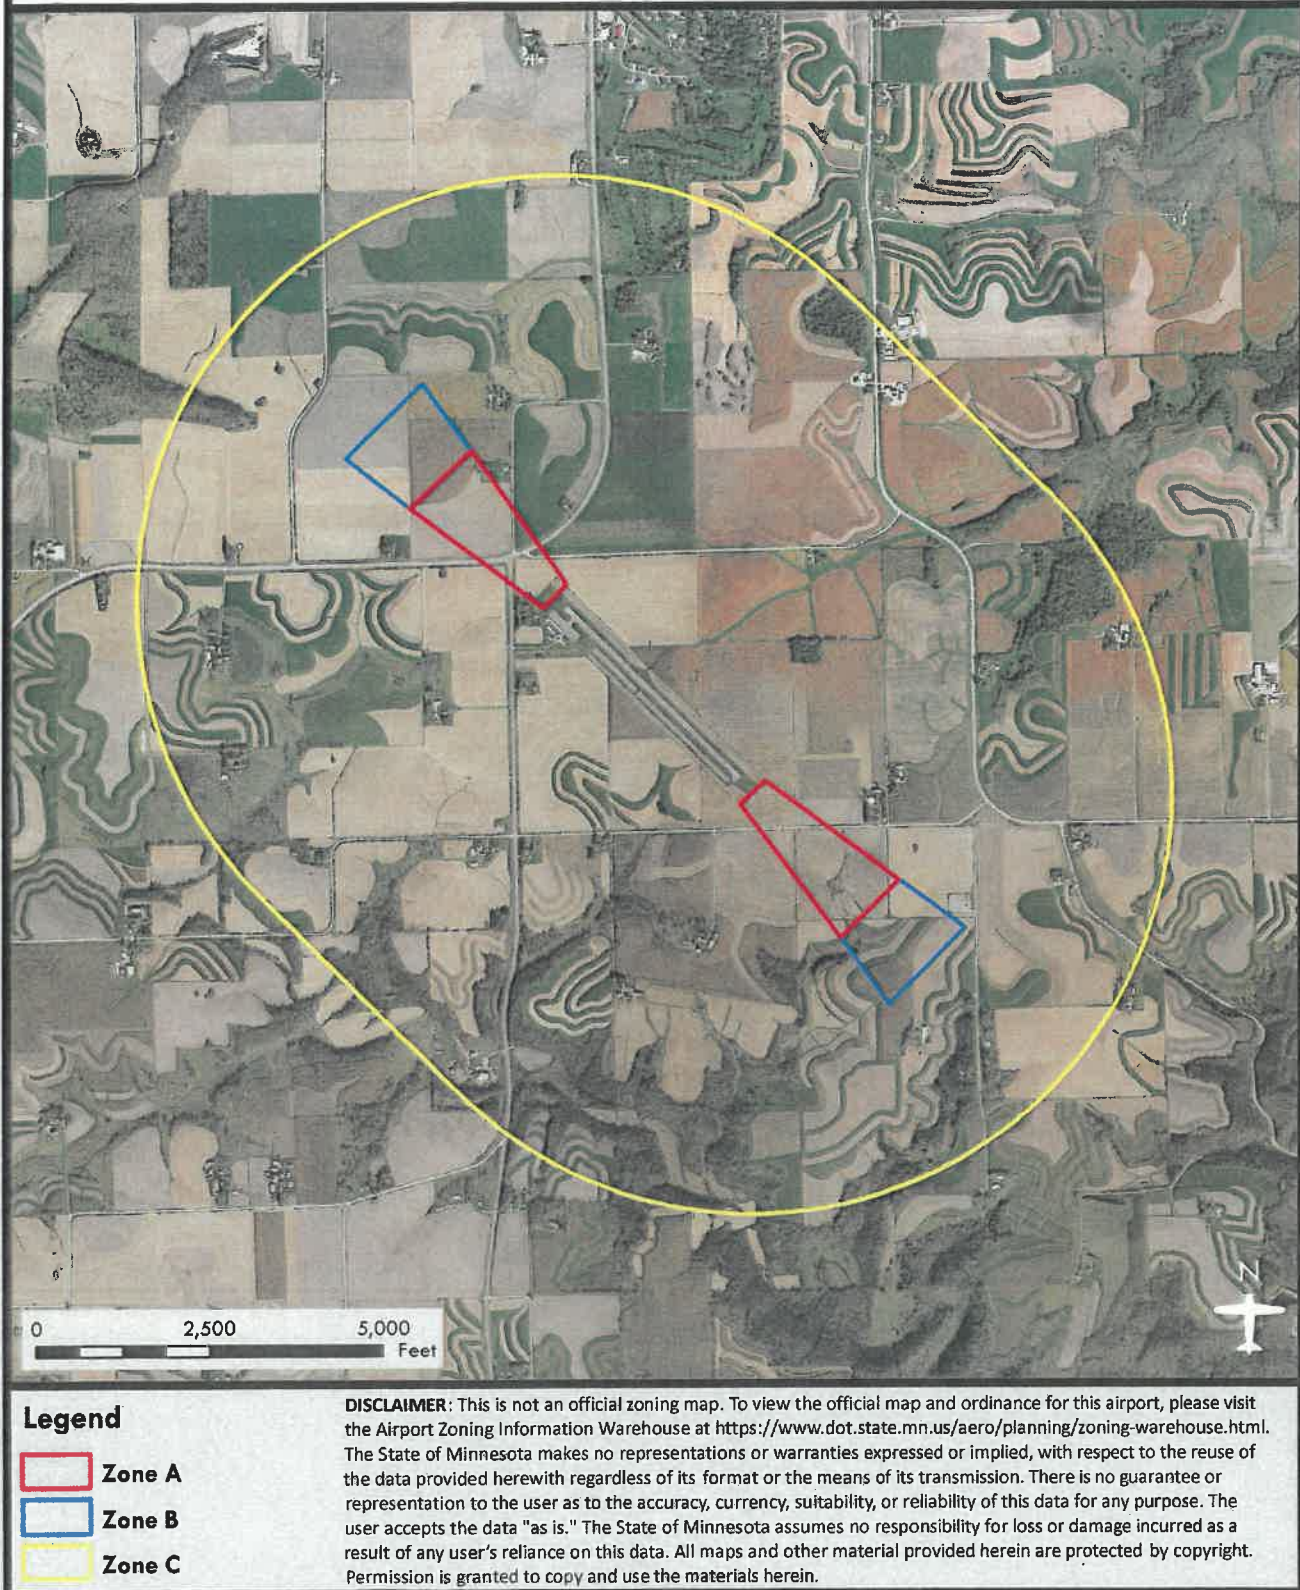 N
0 2,500 5,000
Feet
Legend
Zone A
Zone B
Zone C
DISCLAIMER: This is not an official zoning map. To view the official map and ordinance for this airport, please visit
the Airport Zoning Information Warehouse at https://www.dot.state.mn.us/aero/planning/zoning-warehouse.html.
The State of Minnesota makes no representations or warranties expressed or implied, with respect to the reuse of
the data provided herewith regardless of its format or the means of its transmission. There is no guarantee or
representation to the user as to the accuracy, currency, suitability, or reliability of this data for any purpose. The
user accepts the data "as is." The State of Minnesota assumes no responsibility for loss or damage incurred as a
result of any user's reliance on this data. All maps and other material provided herein are protected by copyright.
Permission is granted to copy and use the materials herein.